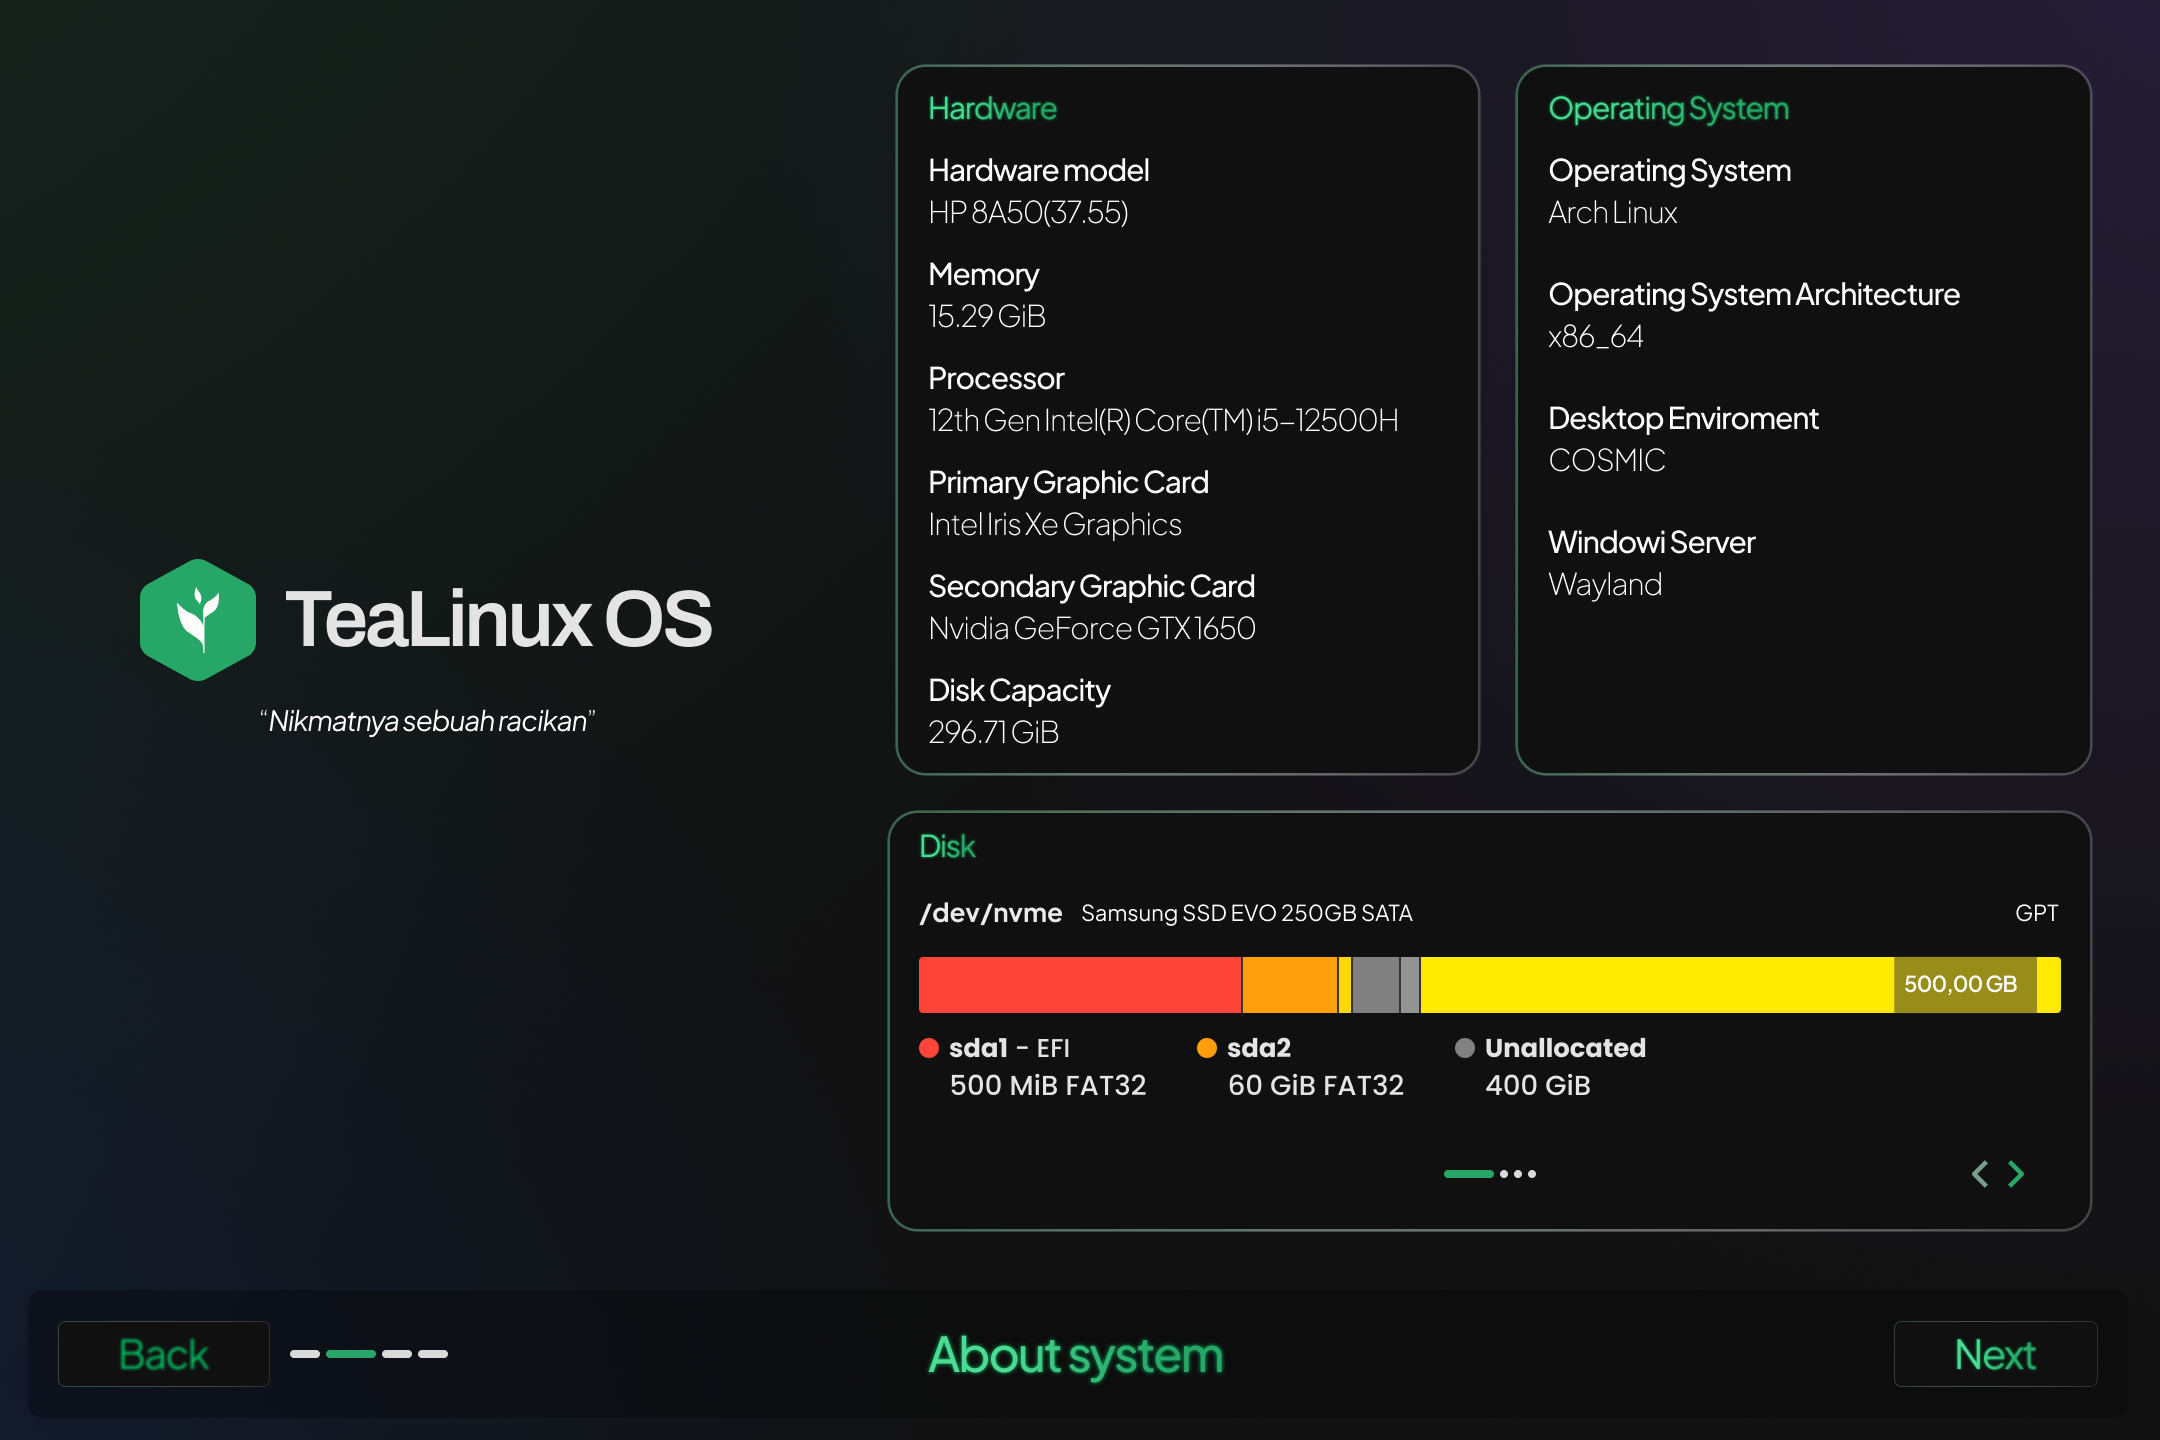 TeaLinux OS
“Nikmatnya sebuah racikan”
Hardware
Hardware model
HP 8A50(37.55)
Memory
15.29 GiB
Processor
12th Gen Intel(R) Core(TM) i5-12500H
Primary Graphic Card
Intel Iris Xe Graphics
Secondary Graphic Card
Nvidia GeForce GTX 1650
Disk Capacity
296.71 GiB
Operating System
Operating System
Arch Linux
Operating System Architecture
x86_64
Desktop Enviroment
COSMIC
Windowi Server
Wayland
Disk
/dev/nvme Samsung SSD EVO 250GB SATA GPT
500,00 GB
sda1 - EFI
500 MiB FAT32
sda2
60 GiB FAT32
Unallocated
400 GiB
Back
About system
Next